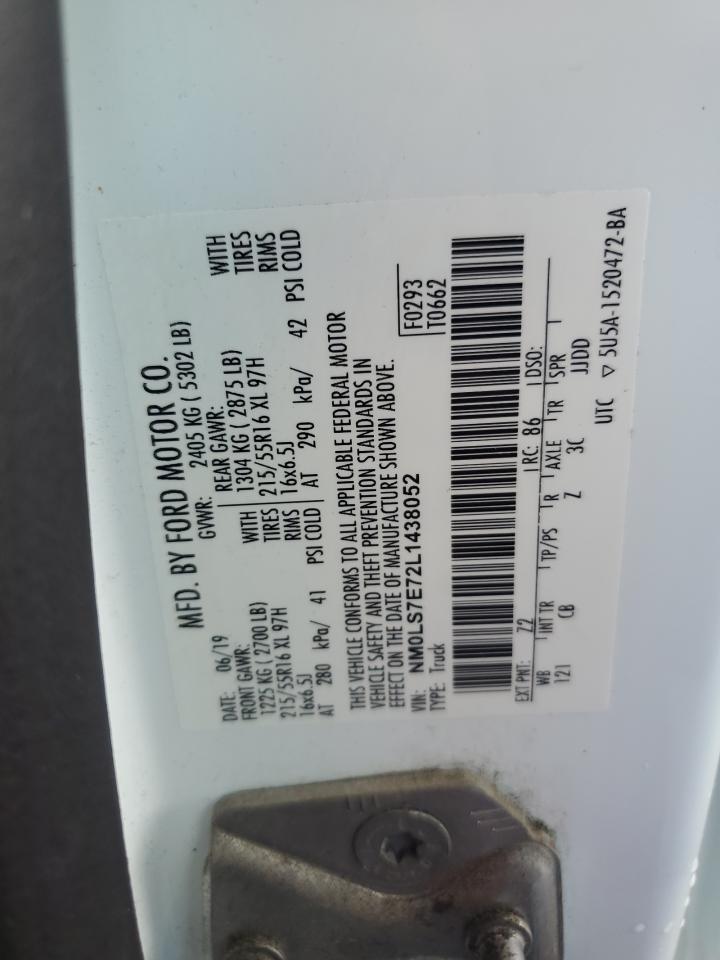 MFD. BY FORD MOTOR CO.
DATE: 06/19 GVWR: 2405 KG ( 5302 LB)
FRONT GAWR: REAR GAWR:
1225 KG ( 2700 LB) WITH 1304 KG ( 2875 LB) WITH
215/55R16 XL 97H TIRES 215/55R16 XL 97H TIRES
16x6.5J RIMS 16x6.5J RIMS
AT 280 kPa/ 41 PSI COLD AT 290 kPa/ 42 PSI COLD
THIS VEHICLE CONFORMS TO ALL APPLICABLE FEDERAL MOTOR
VEHICLE SAFETY AND THEFT PREVENTION STANDARDS IN
EFFECT ON THE DATE OF MANUFACTURE SHOWN ABOVE.
F0293
T0662
VIN: NM0LS7E72L1438052
TYPE: Truck
EXT PNT: 7Z RC: 86 DSO:
WB INT TR TP/PS R AXLE TR SPR
121 CB Z 3C JJDD
UTC ▽ 5U5A-1520472-BA